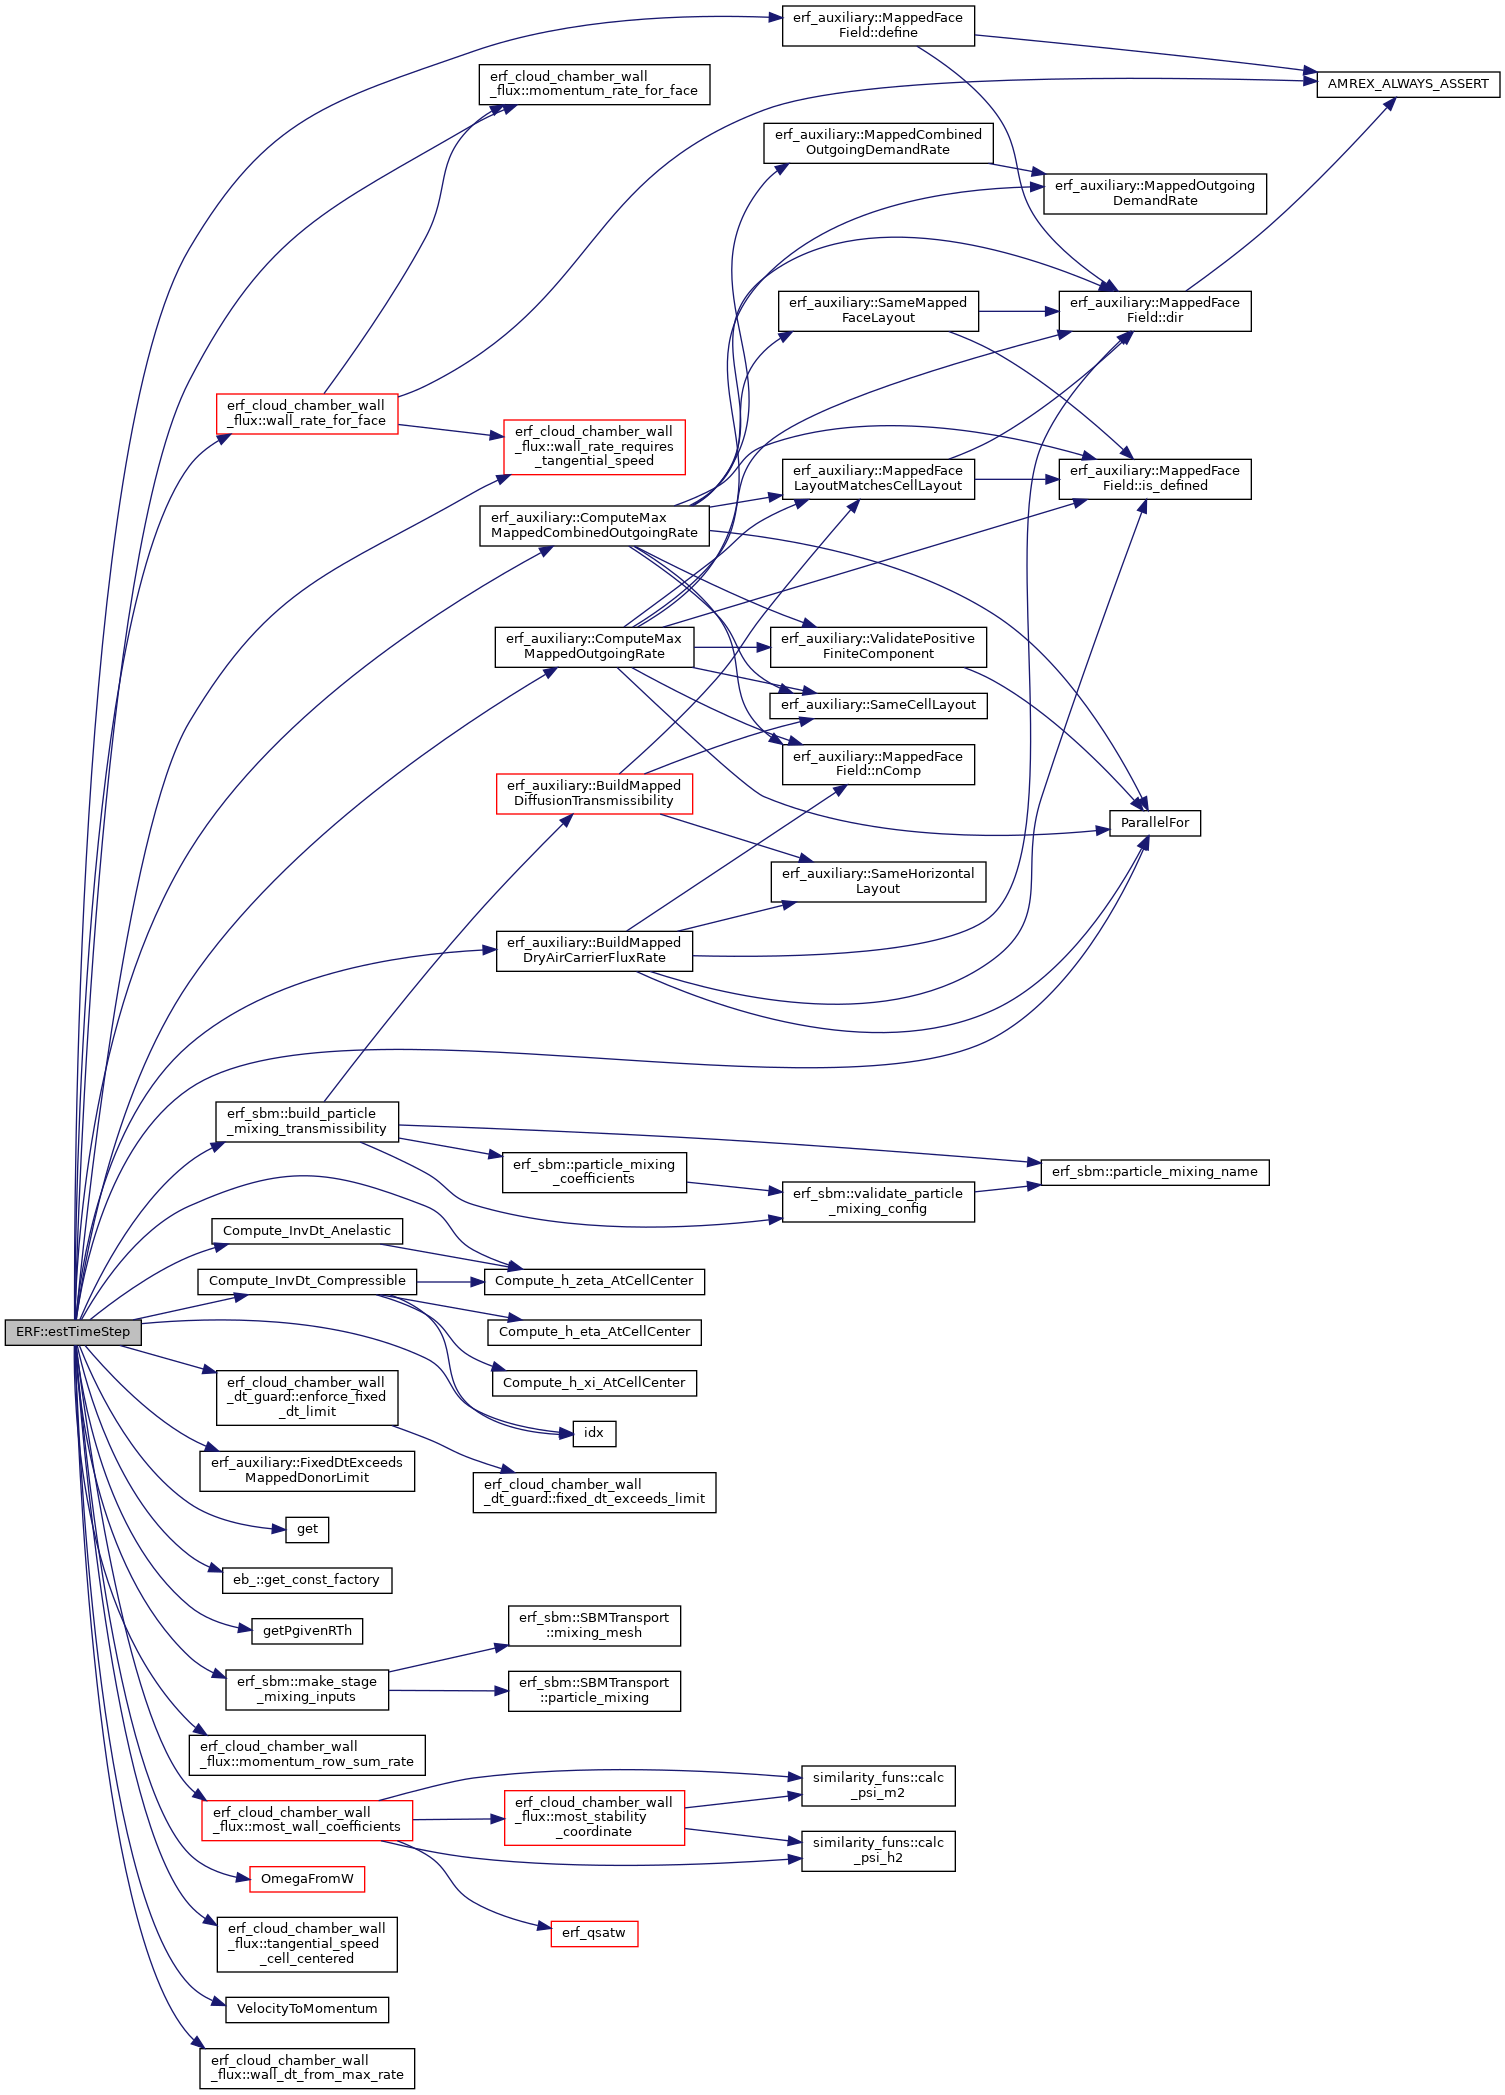 erf_auxiliary::MappedFace
Field::define
erf_cloud_chamber_wall
_flux::momentum_rate_for_face
AMREX_ALWAYS_ASSERT
erf_auxiliary::MappedCombined
OutgoingDemandRate
erf_auxiliary::MappedOutgoing
DemandRate
erf_auxiliary::SameMapped
FaceLayout
erf_auxiliary::MappedFace
Field::dir
erf_cloud_chamber_wall
_flux::wall_rate_for_face
erf_cloud_chamber_wall
_flux::wall_rate_requires
_tangential_speed
erf_auxiliary::MappedFace
LayoutMatchesCellLayout
erf_auxiliary::MappedFace
Field::is_defined
erf_auxiliary::ComputeMax
MappedCombinedOutgoingRate
erf_auxiliary::ComputeMax
MappedOutgoingRate
erf_auxiliary::ValidatePositive
FiniteComponent
erf_auxiliary::SameCellLayout
erf_auxiliary::MappedFace
Field::nComp
erf_auxiliary::BuildMapped
DiffusionTransmissibility
ParallelFor
erf_auxiliary::SameHorizontal
Layout
erf_auxiliary::BuildMapped
DryAirCarrierFluxRate
erf_sbm::build_particle
_mixing_transmissibility
erf_sbm::particle_mixing
_coefficients
erf_sbm::particle_mixing_name
erf_sbm::validate_particle
_mixing_config
Compute_InvDt_Anelastic
Compute_InvDt_Compressible
Compute_h_zeta_AtCellCenter
ERF::estTimeStep
Compute_h_eta_AtCellCenter
Compute_h_xi_AtCellCenter
erf_cloud_chamber_wall
_dt_guard::enforce_fixed
_dt_limit
idx
erf_auxiliary::FixedDtExceeds
MappedDonorLimit
erf_cloud_chamber_wall
_dt_guard::fixed_dt_exceeds_limit
get
eb_::get_const_factory
getPgivenRTh
erf_sbm::SBMTransport
::mixing_mesh
erf_sbm::make_stage
_mixing_inputs
erf_sbm::SBMTransport
::particle_mixing
erf_cloud_chamber_wall
_flux::momentum_row_sum_rate
similarity_funs::calc
_psi_m2
erf_cloud_chamber_wall
_flux::most_wall_coefficients
erf_cloud_chamber_wall
_flux::most_stability
_coordinate
similarity_funs::calc
_psi_h2
OmegaFromW
erf_cloud_chamber_wall
_flux::tangential_speed
_cell_centered
erf_qsatw
VelocityToMomentum
erf_cloud_chamber_wall
_flux::wall_dt_from_max_rate